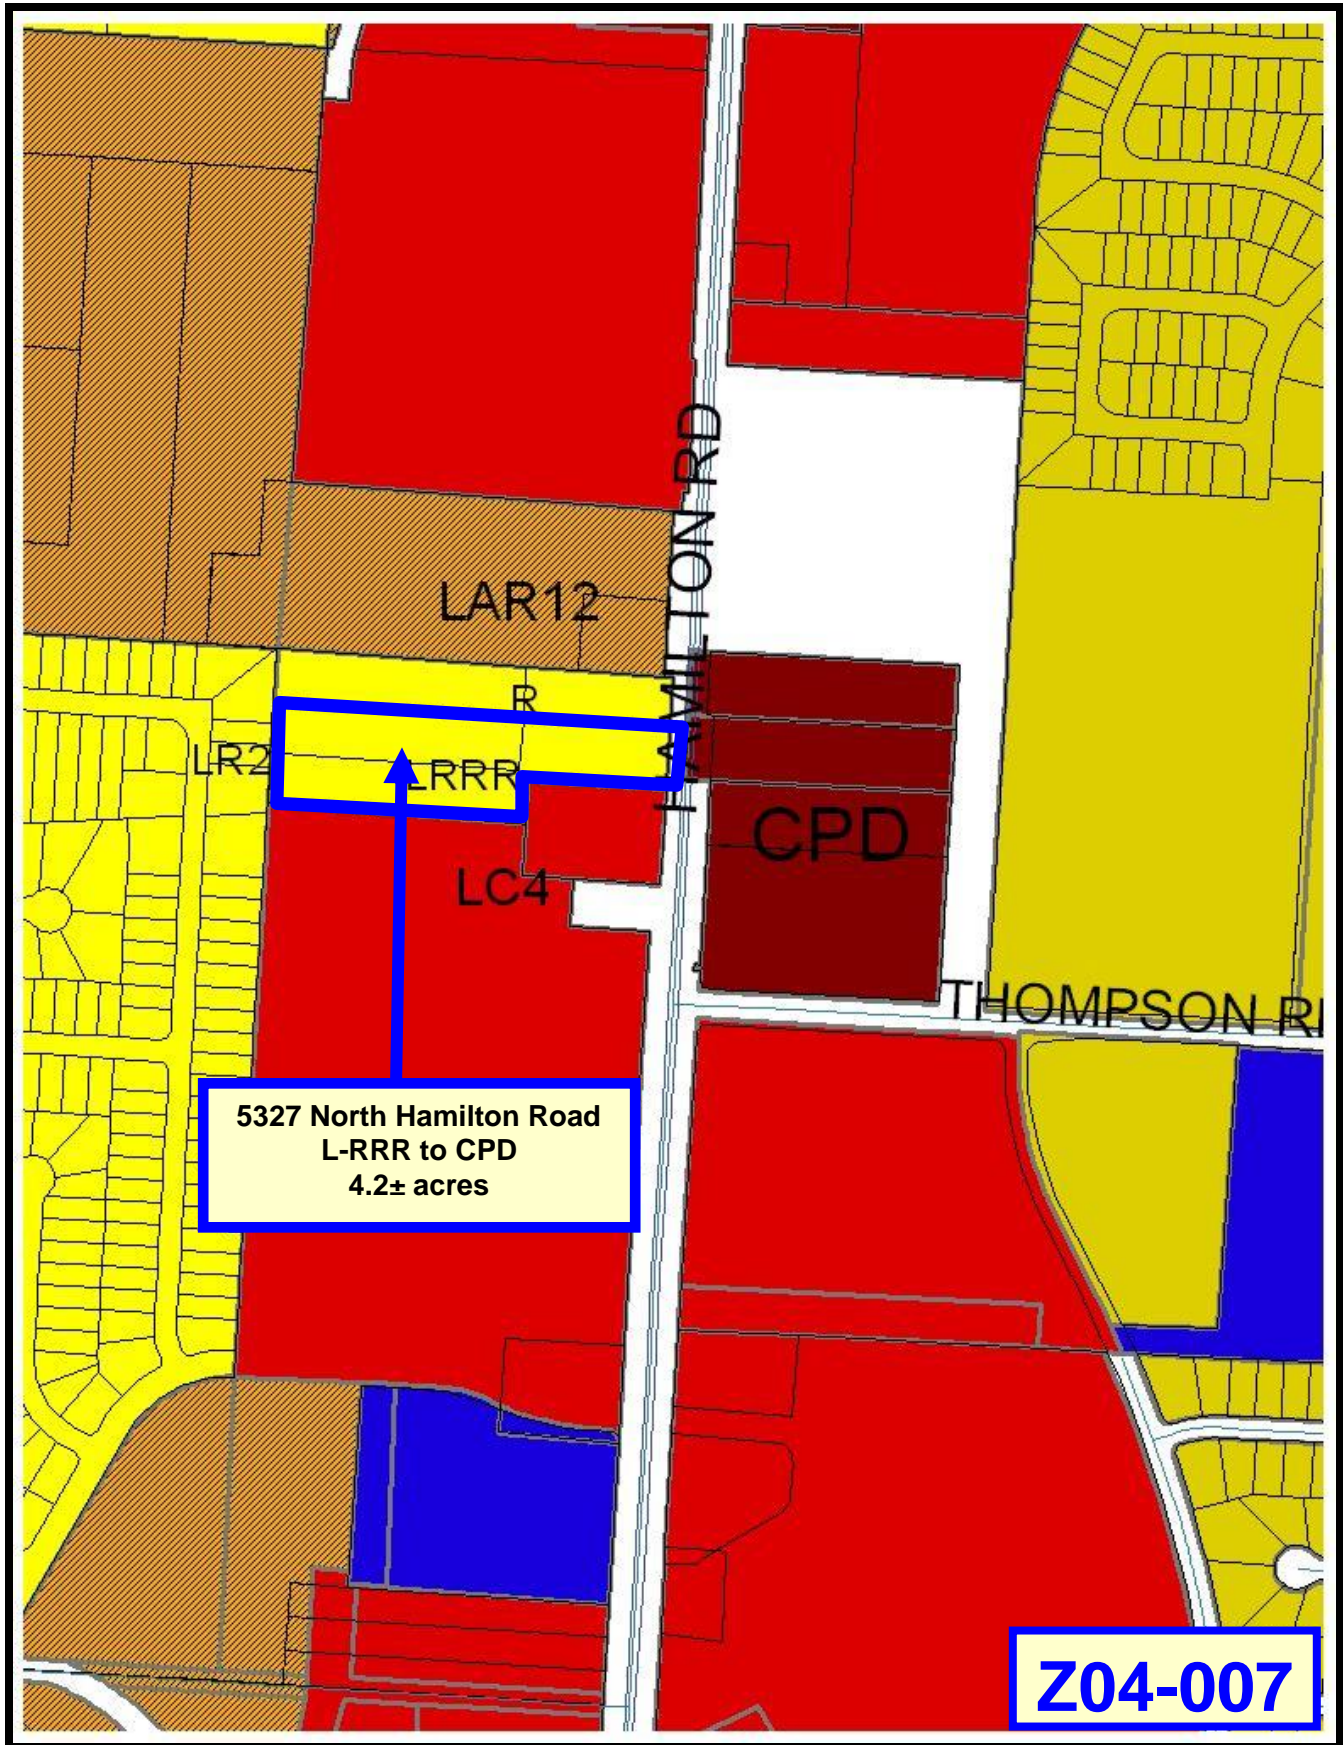 HAMILTON RD
LAR12
R
LR2
LRRR
CPD
LC4
THOMPSON R
5327 North Hamilton Road
L-RRR to CPD
4.2± acres
Z04-007